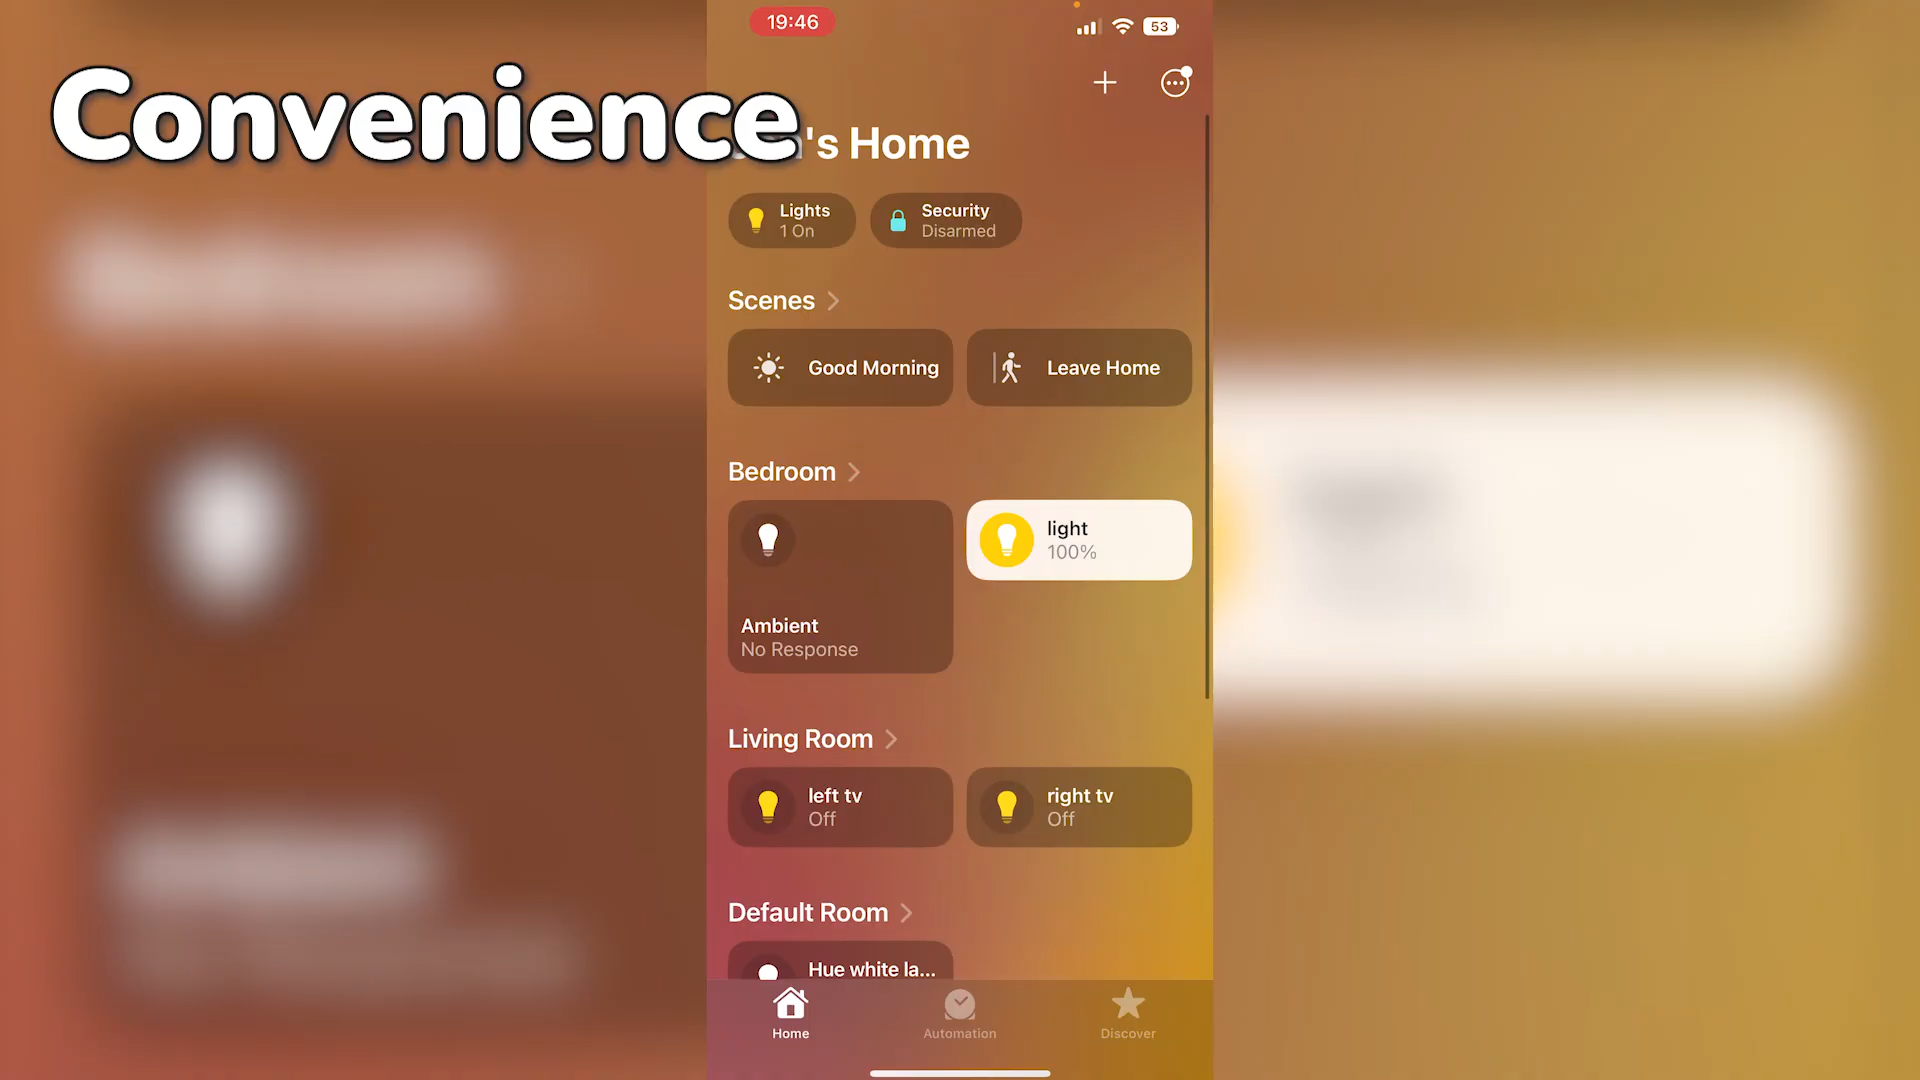 19:46
53
Convenience
's Home
Lights
1 On
Security
Disarmed
Scenes
Good Morning
Leave Home
Bedroom
light
100%
Ambient
No Response
Living Room
left tv
Off
right tv
Off
Default Room
Hue white la...
Home
Automation
Discover